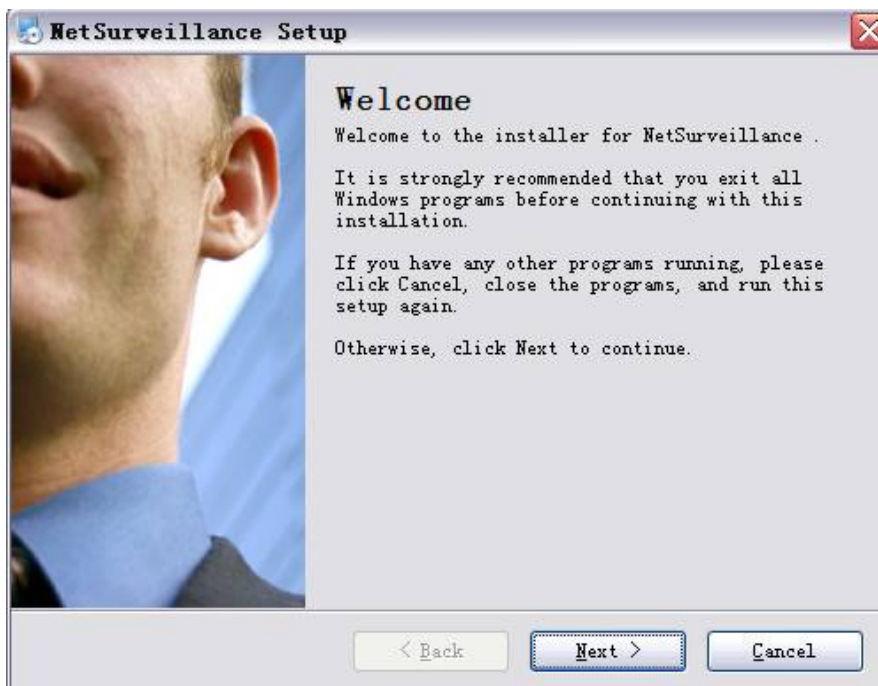 NetSurveillance Setup
Welcome
Welcome to the installer for NetSurveillance .
It is strongly recommended that you exit all
Windows programs before continuing with this
installation.
If you have any other programs running, please
click Cancel, close the programs, and run this
setup again.
Otherwise, click Next to continue.
< Back
Next >
Cancel